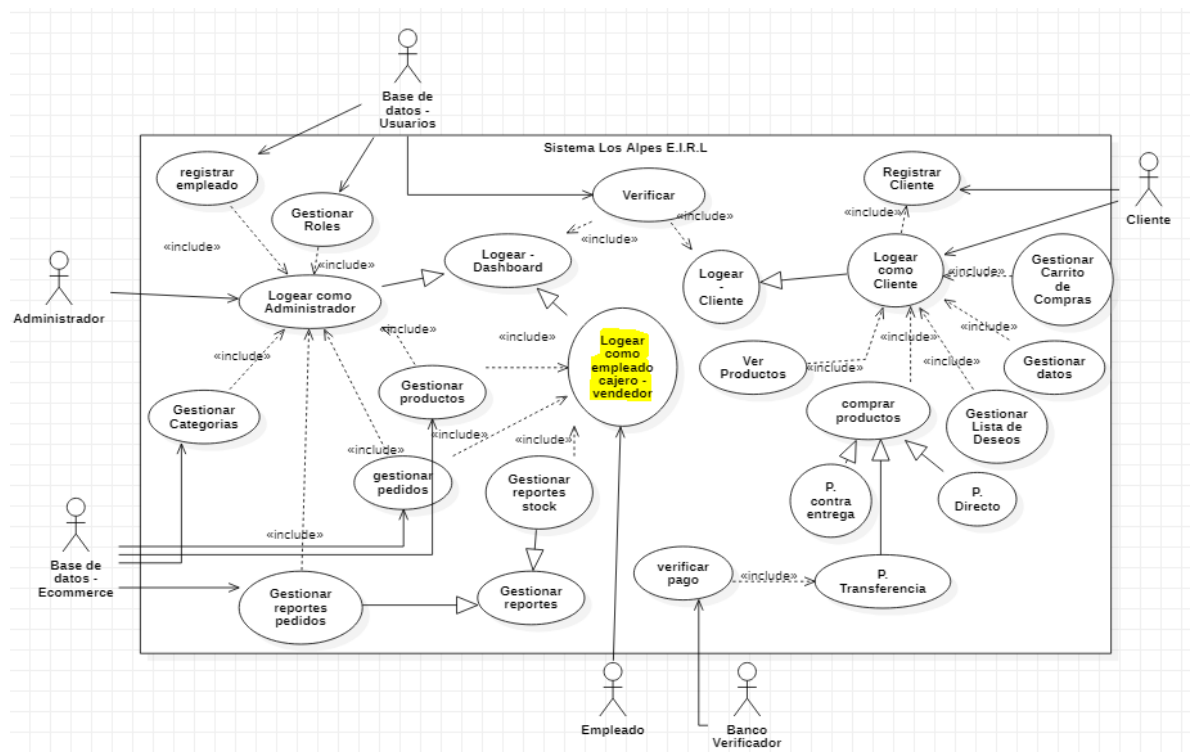 Base de
datos -
Usuarios
Sistema Los Alpes E.I.R.L
registrar
empleado
Gestionar
Roles
Verificar
Registrar
Cliente
Cliente
«include»
«include»
«include»
«include»
«include»
Logear -
Dashboard
Logear
-
Cliente
Logear
como
Cliente
«include»
Gestionar
Carrito
de
Compras
Administrador
Logear como
Administrador
«include»
«include»
«include»
«include»
«include»
«include»
Logear
como
empleado
cajero -
vendedor
Ver
Productos
«include»
Gestionar
datos
Gestionar
Categorias
Gestionar
productos
comprar
productos
Gestionar
Lista de
Deseos
«include»
«include»
«include»
gestionar
pedidos
Gestionar
reportes
stock
P.
contra
entrega
P.
Directo
Base de
datos -
Ecommerce
«include»
Gestionar
reportes
pedidos
Gestionar
reportes
verificar
pago
«include»
P.
Transferencia
Empleado
Banco
Verificador